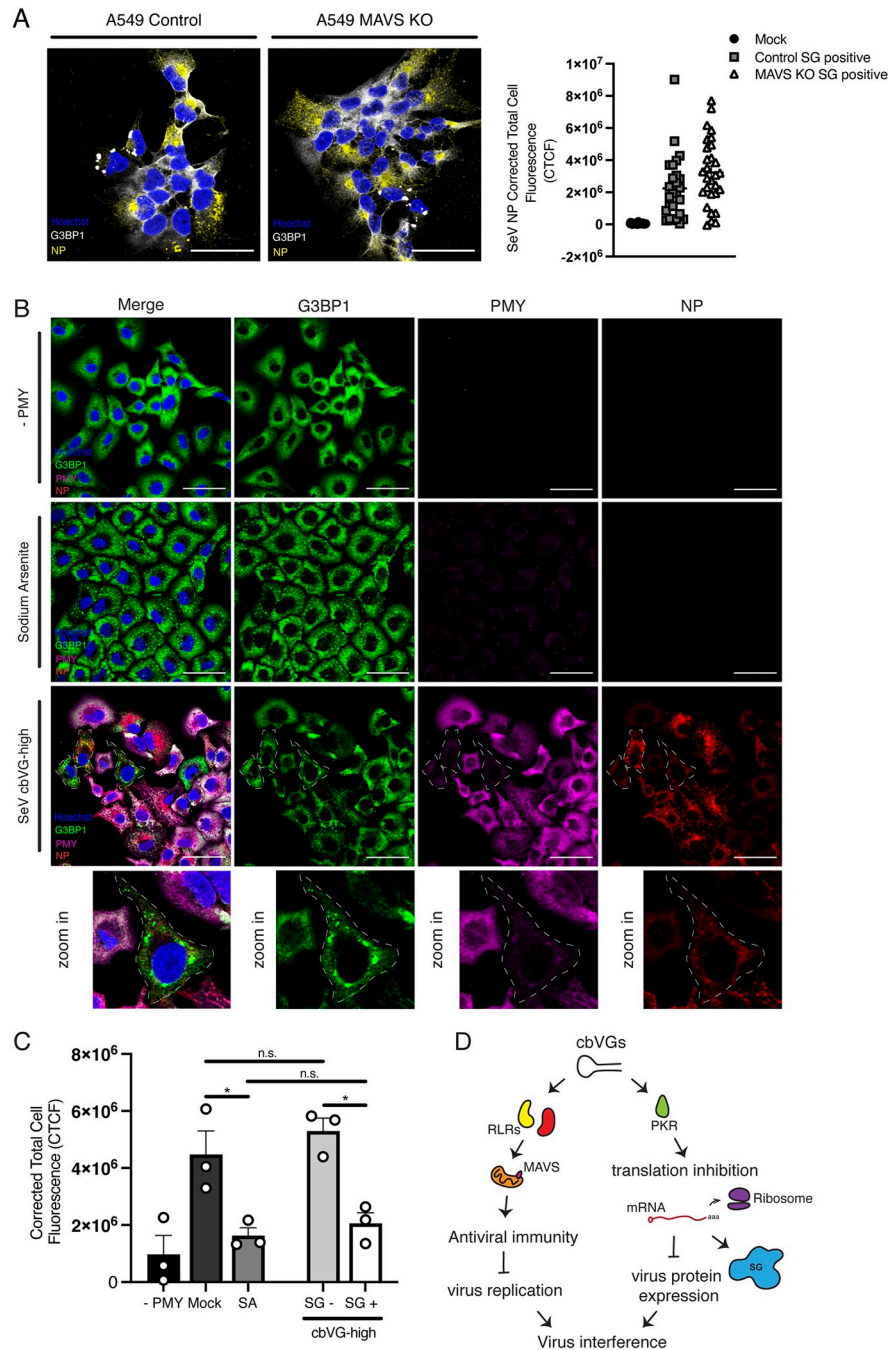 A
A549 Control
A549 MAVS KO
Hoechst
G3BP1
NP
Hoechst
G3BP1
NP
Mock
Control SG positive
MAVS KO SG positive
SeV NP Corrected Total Cell
Fluorescence
(CTCF)
1×10⁷
8×10⁶
6×10⁶
4×10⁶
2×10⁶
0
-2×10⁶
B
Merge
G3BP1
PMY
NP
- PMY
Hoechst
G3BP1
PMY
NP
Sodium Arsenite
Hoechst
G3BP1
PMY
NP
SeV cbVG-high
Hoechst
G3BP1
PMY
NP
zoom in
zoom in
zoom in
zoom in
C
Corrected Total Cell
Fluorescence (CTCF)
8×10⁶
6×10⁶
4×10⁶
2×10⁶
0
n.s.
n.s.
*
*
- PMY
Mock
SA
SG -
SG +
cbVG-high
D
cbVGs
RLRs
PKR
MAVS
translation inhibition
mRNA
aaa
Ribosome
Antiviral immunity
SG
virus replication
virus protein
expression
Virus interference